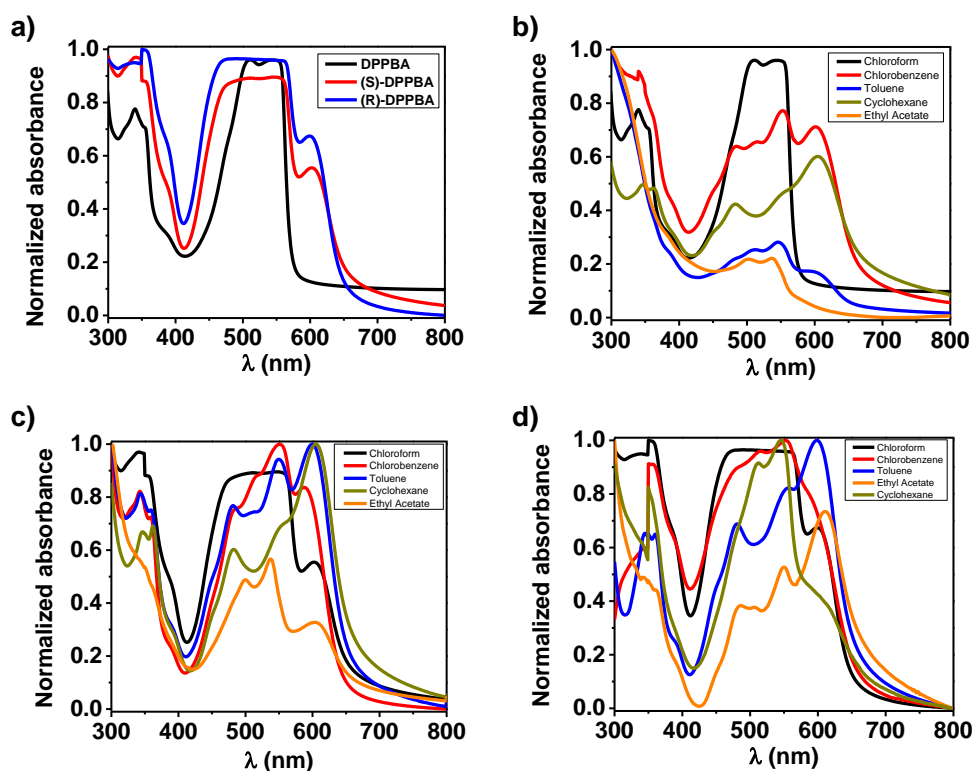 a)
Normalized absorbance
1.0
0.8
0.6
0.4
0.2
0.0
300 400 500 600 700 800
λ (nm)
DPPBA
(S)-DPPBA
(R)-DPPBA
b)
Normalized absorbance
1.0
0.8
0.6
0.4
0.2
0.0
300 400 500 600 700 800
λ (nm)
Chloroform
Chlorobenzene
Toluene
Cyclohexane
Ethyl Acetate
c)
Normalized absorbance
1.0
0.8
0.6
0.4
0.2
0.0
300 400 500 600 700 800
λ (nm)
Chloroform
Chlorobenzene
Toluene
Cyclohexane
Ethyl Acetate
d)
Normalized absorbance
1.0
0.8
0.6
0.4
0.2
0.0
300 400 500 600 700 800
λ (nm)
Chloroform
Chlorobenzene
Toluene
Ethyl Acetate
Cyclohexane